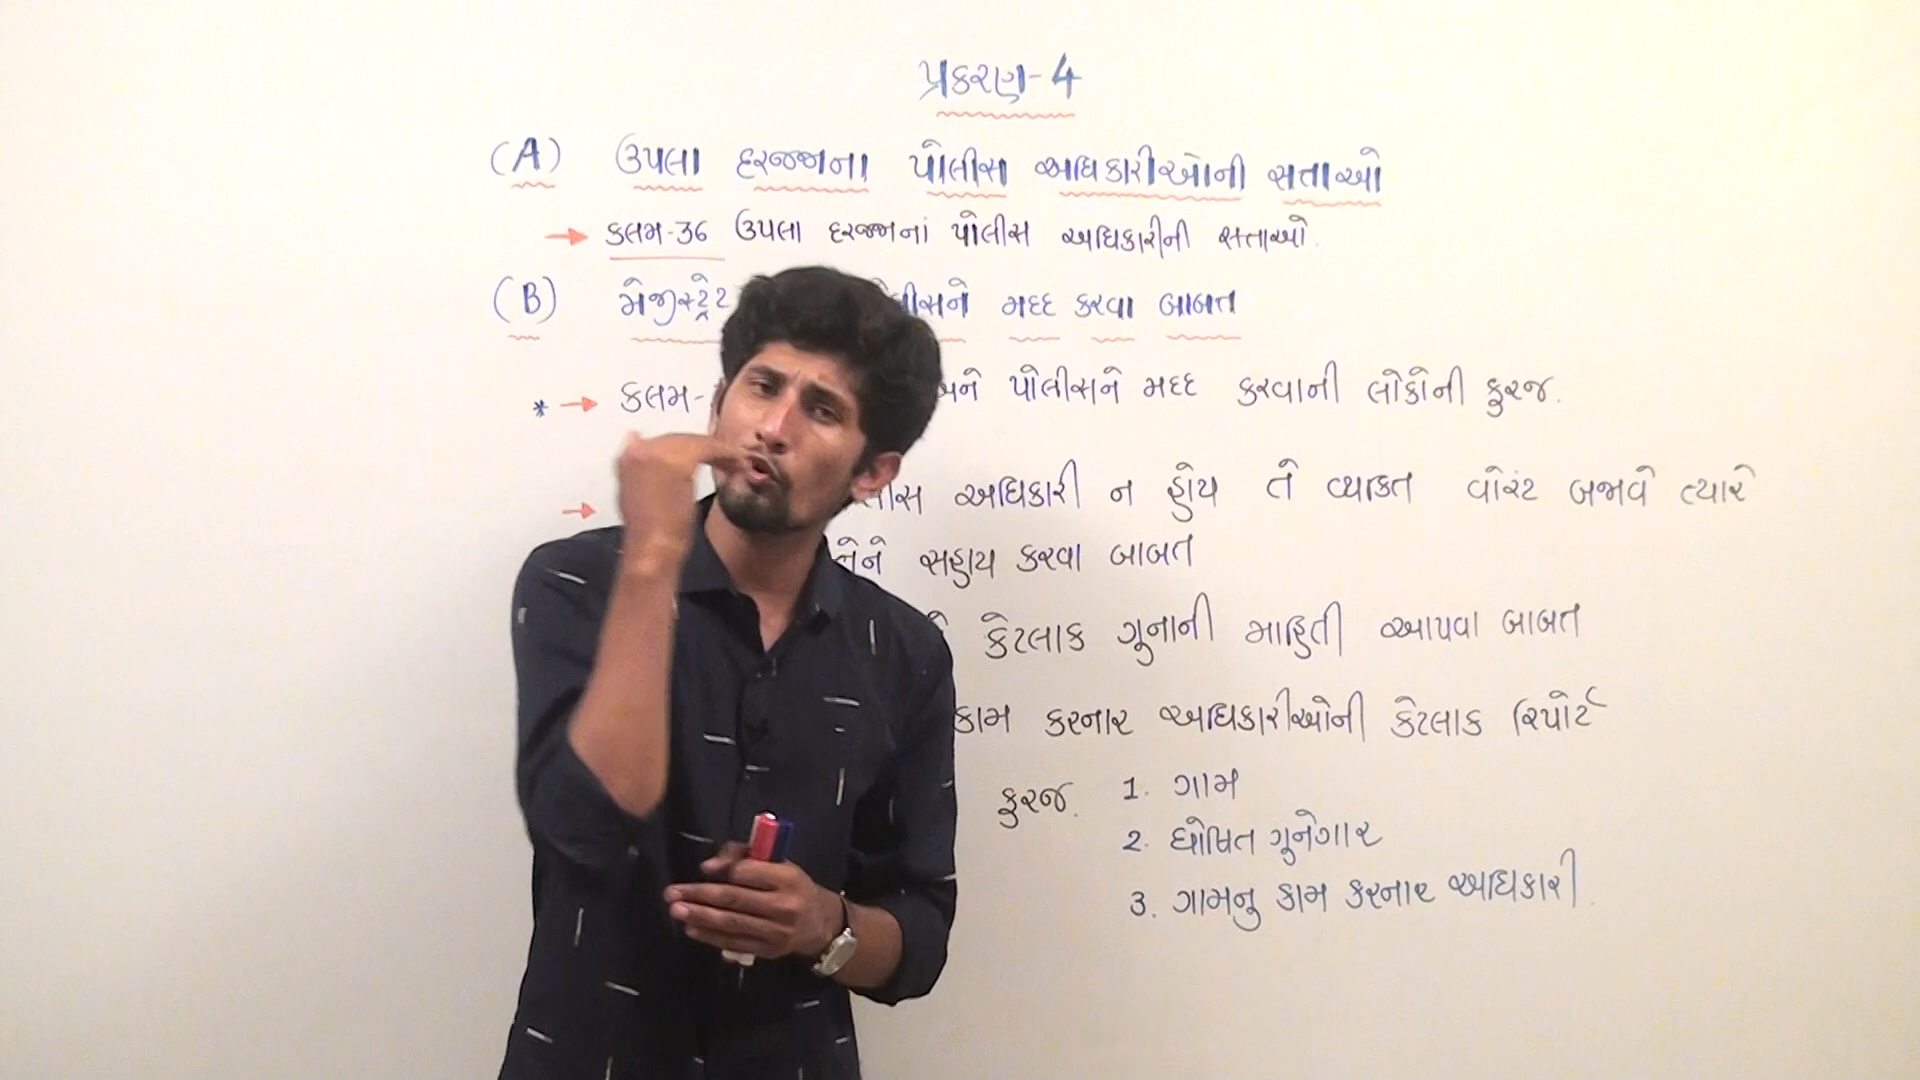 પ્રકરણ-4
(A) ઉપલા દરજ્જાના પોલીસ અધિકારીઓની સતાઓ
→ કલમ-36 ઉપલા દરજ્જાનાં પોલીસ અધિકારીની સત્તાઓ.
(B) મેજીસ્ટ્રેટ મદદ કરવા બાબત
* → કલમ- પોલીસને મદદ કરવાની લોકોની ફરજ.
→ અધિકારી ન હોય તે વ્યકિત વોરંટ બજાવે ત્યારે
તેને સહાય કરવા બાબત
કેટલાક ગુનાની માહિતી આપવા બાબત
કામ કરનાર અધિકારીઓની કેટલાક રિપોર્ટ
ફરજ. 1. ગામ
2. ઘોષિત ગુનેગાર
3. ગામનુ કામ કરનાર અધિકારી.